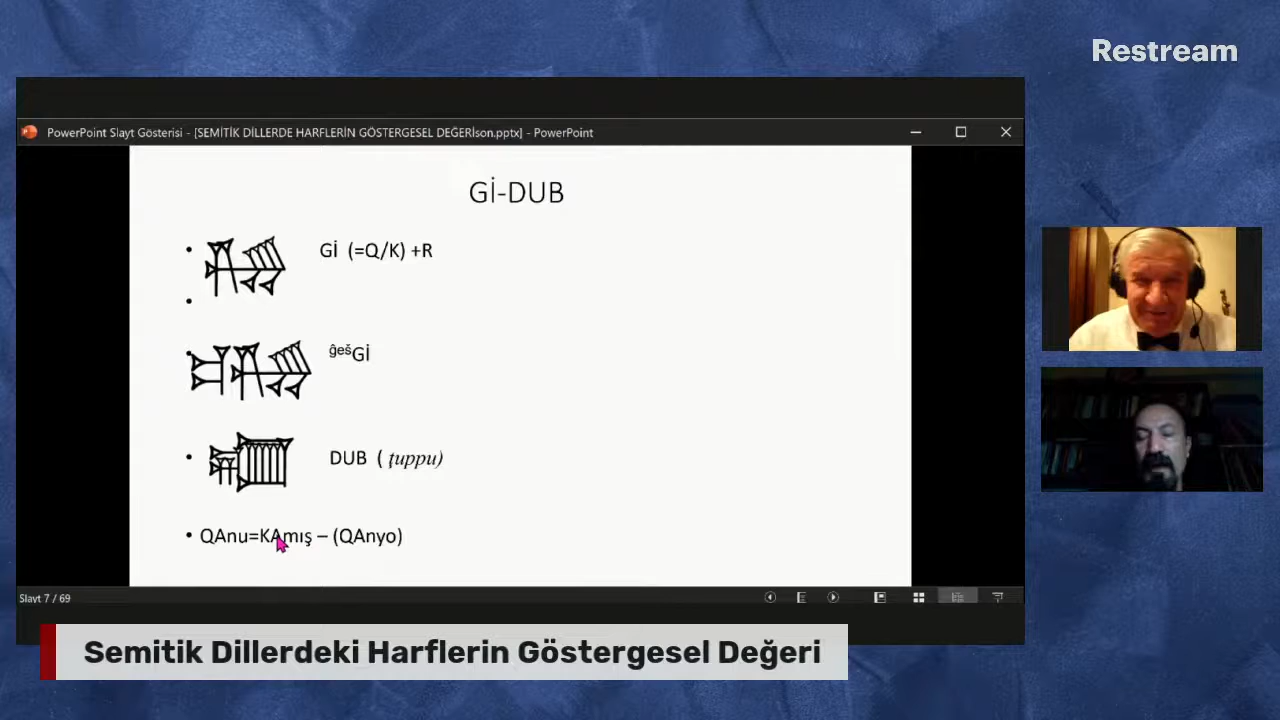 Restream
PowerPoint Slayt Gösterisi - [SEMİTİK DİLLERDE HARFLERİN GÖSTERGESEL DEĞERİson.pptx] - PowerPoint
Gİ-DUB
• Gİ (=Q/K) +R
•
• ĝešGİ
• DUB ( ţuppu)
• QAnu=KAmış – (QAnyo)
Slayt 7 / 69
Semitik Dillerdeki Harflerin Göstergesel Değeri